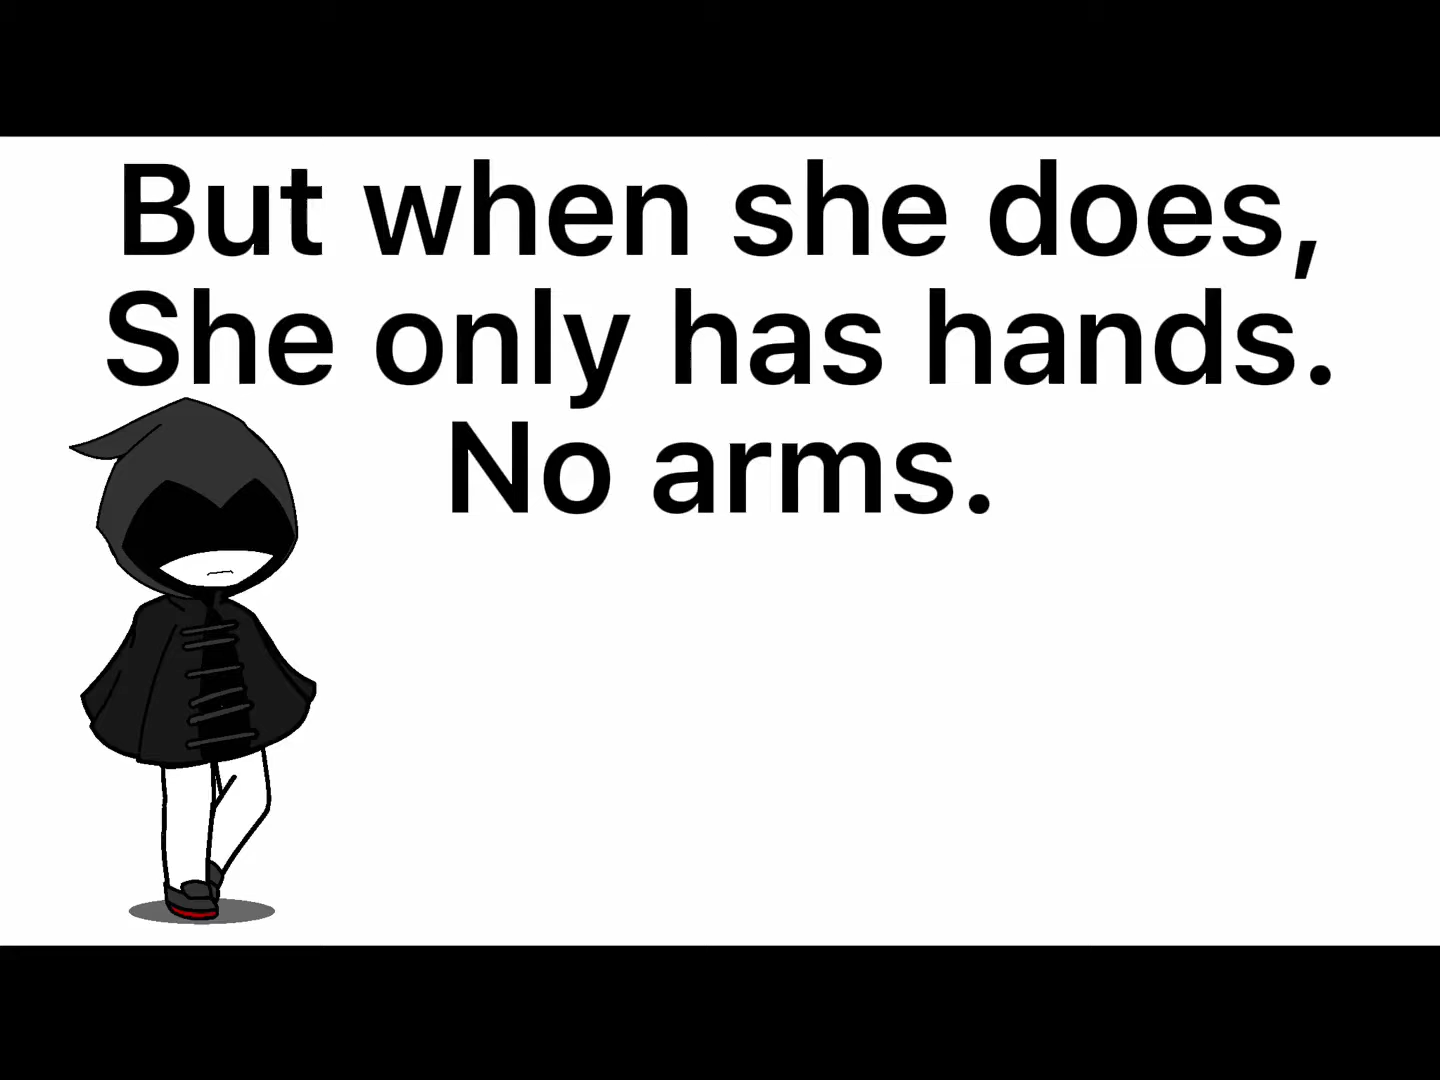 But when she does,
She only has hands.
No arms.